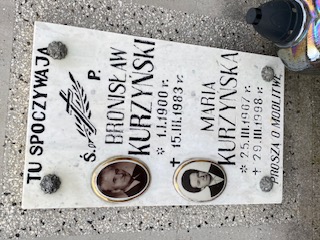 TU SPOCZYWAJĄ
Ś. P.
BRONISŁAW
KURZYŃSKI
* 1.I.1900 r.
+ 15.III.1983 r.
MARIA
KURZYŃSKA
* 25.III.1907 r.
+ 29.III.1998 r.
PROSZĄ O MODLITWĘ